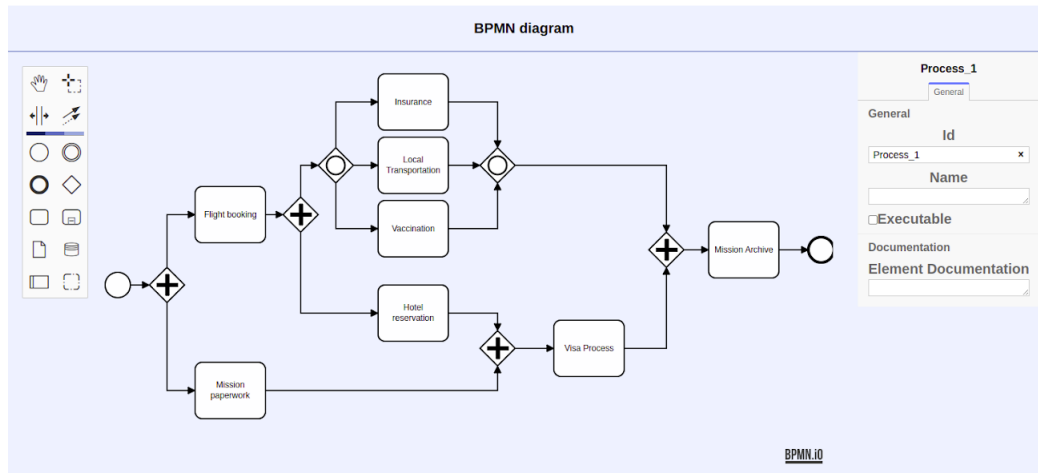 BPMN diagram
Insurance
Local
Transportation
Flight booking
Vaccination
Mission Archive
Hotel
reservation
Visa Process
Mission
paperwork
BPMN.iO
Process_1
General
General
Id
Process_1 ×
Name
Executable
Documentation
Element Documentation